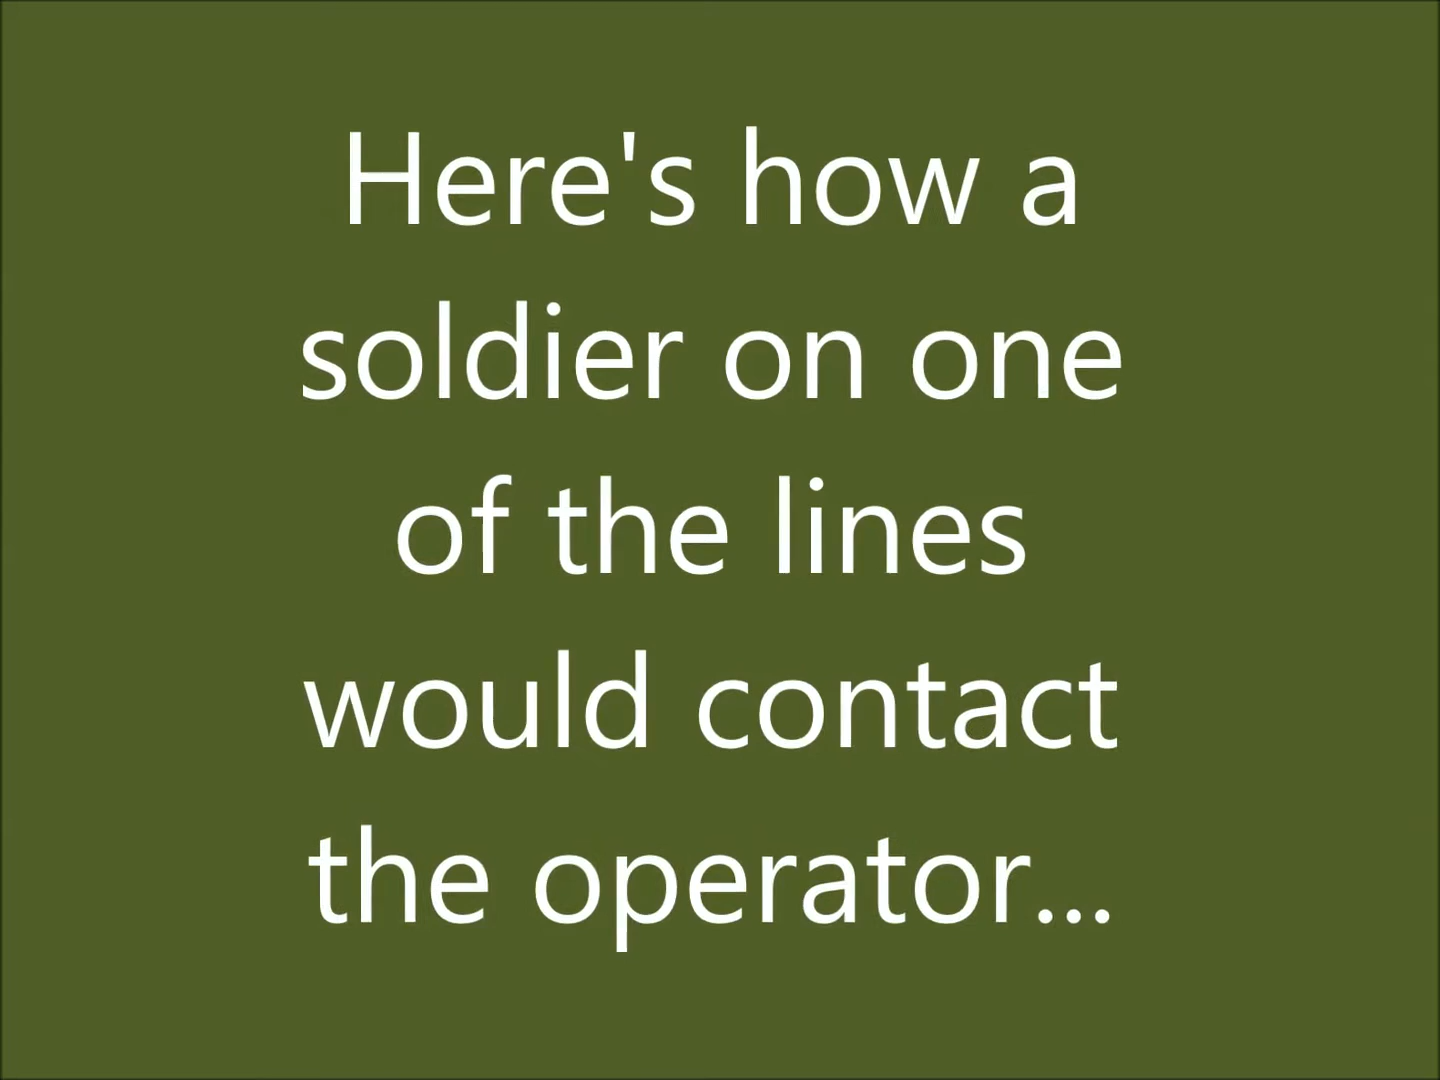 Here's how a
soldier on one
of the lines
would contact
the operator...